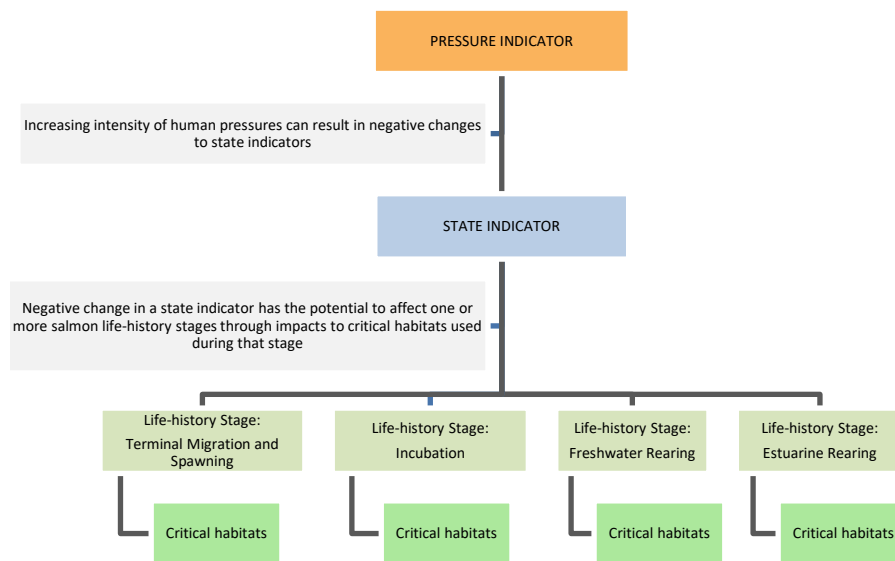 PRESSURE INDICATOR
Increasing intensity of human pressures can result in negative changes
to state indicators
STATE INDICATOR
Negative change in a state indicator has the potential to affect one or
more salmon life-history stages through impacts to critical habitats used
during that stage
Life-history Stage:
Terminal Migration and
Spawning
Life-history Stage:
Incubation
Life-history Stage:
Freshwater Rearing
Life-history Stage:
Estuarine Rearing
Critical habitats
Critical habitats
Critical habitats
Critical habitats